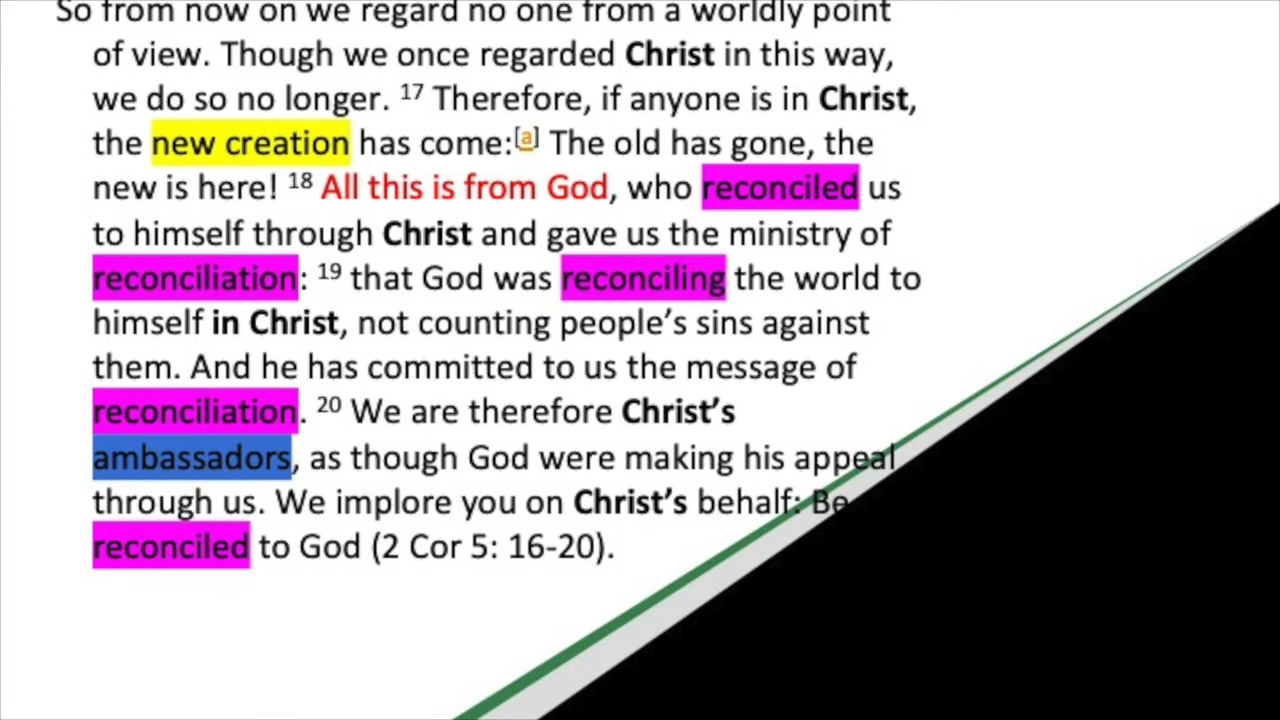 So from now on we regard no one from a worldly point
of view. Though we once regarded Christ in this way,
we do so no longer. 17 Therefore, if anyone is in Christ,
the new creation has come:[a] The old has gone, the
new is here! 18 All this is from God, who reconciled us
to himself through Christ and gave us the ministry of
reconciliation: 19 that God was reconciling the world to
himself in Christ, not counting people’s sins against
them. And he has committed to us the message of
reconciliation. 20 We are therefore Christ’s
ambassadors, as though God were making his appeal
through us. We implore you on Christ’s behalf: Be
reconciled to God (2 Cor 5: 16-20).